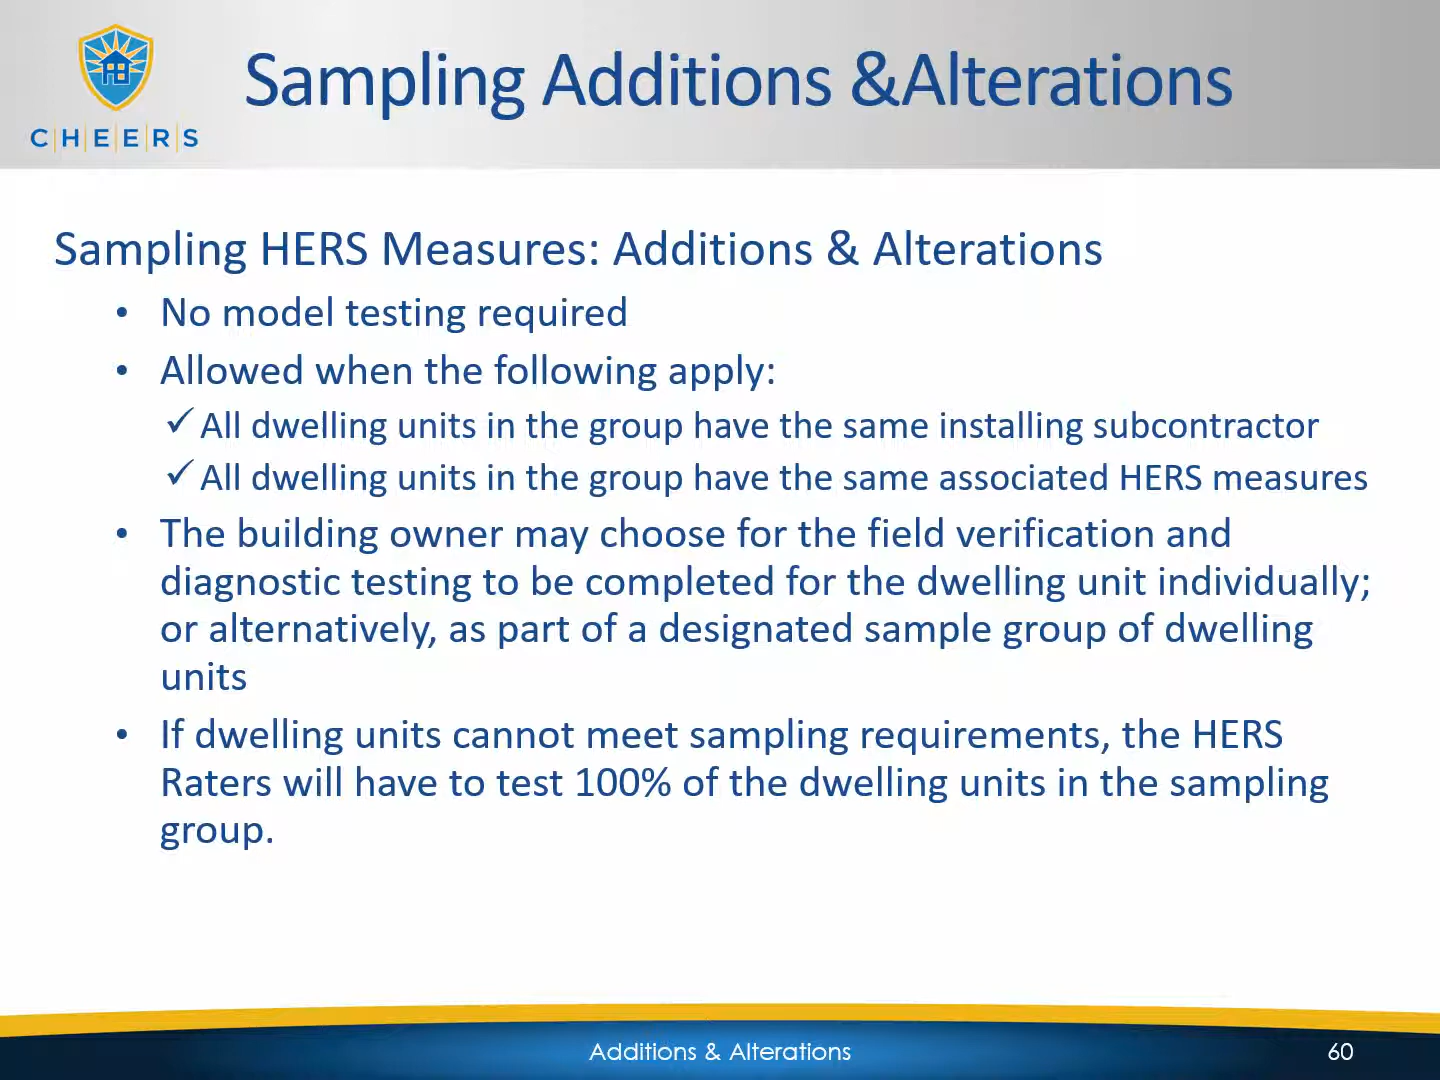 C|H|E|E|R|S
Sampling Additions &Alterations
Sampling HERS Measures: Additions & Alterations
• No model testing required
• Allowed when the following apply:
✓ All dwelling units in the group have the same installing subcontractor
✓ All dwelling units in the group have the same associated HERS measures
• The building owner may choose for the field verification and
diagnostic testing to be completed for the dwelling unit individually;
or alternatively, as part of a designated sample group of dwelling
units
• If dwelling units cannot meet sampling requirements, the HERS
Raters will have to test 100% of the dwelling units in the sampling
group.
Additions & Alterations
60